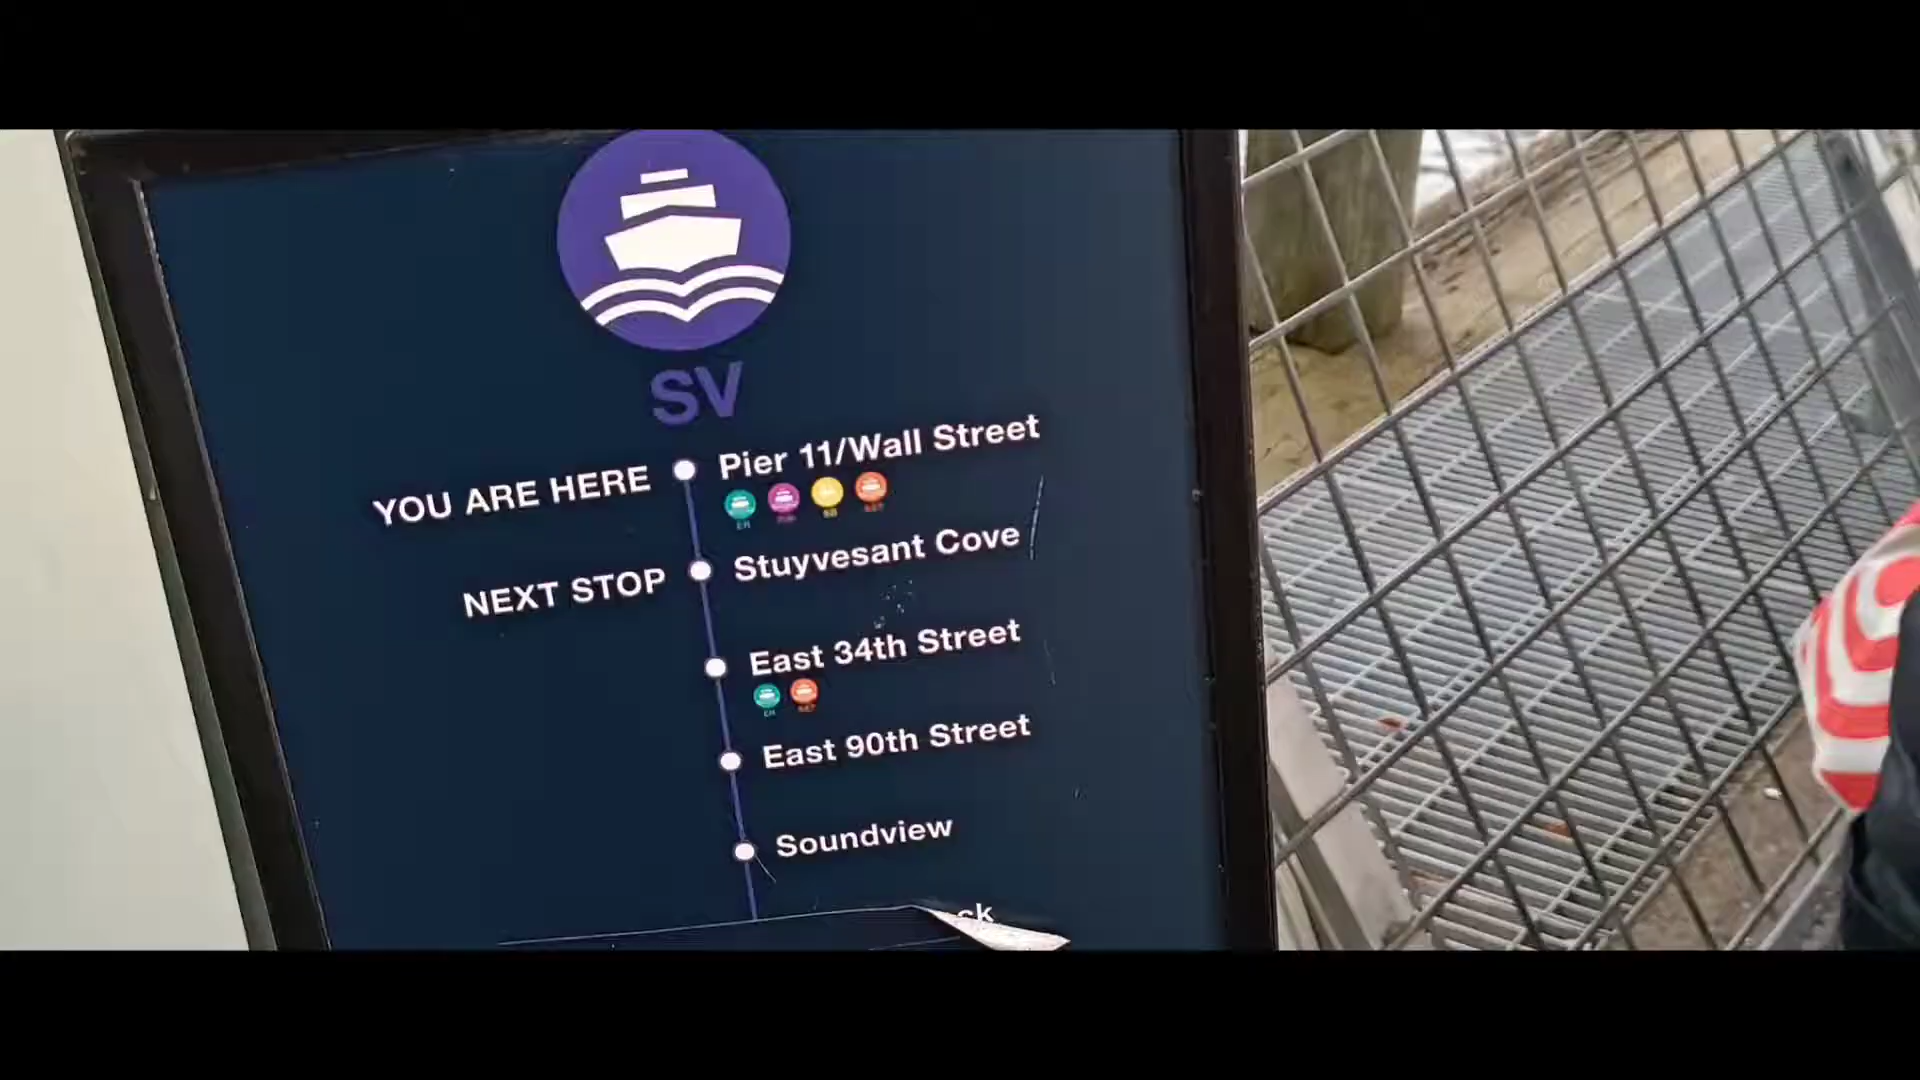 SV
YOU ARE HERE Pier 11/Wall Street
NEXT STOP Stuyvesant Cove
East 34th Street
East 90th Street
Soundview